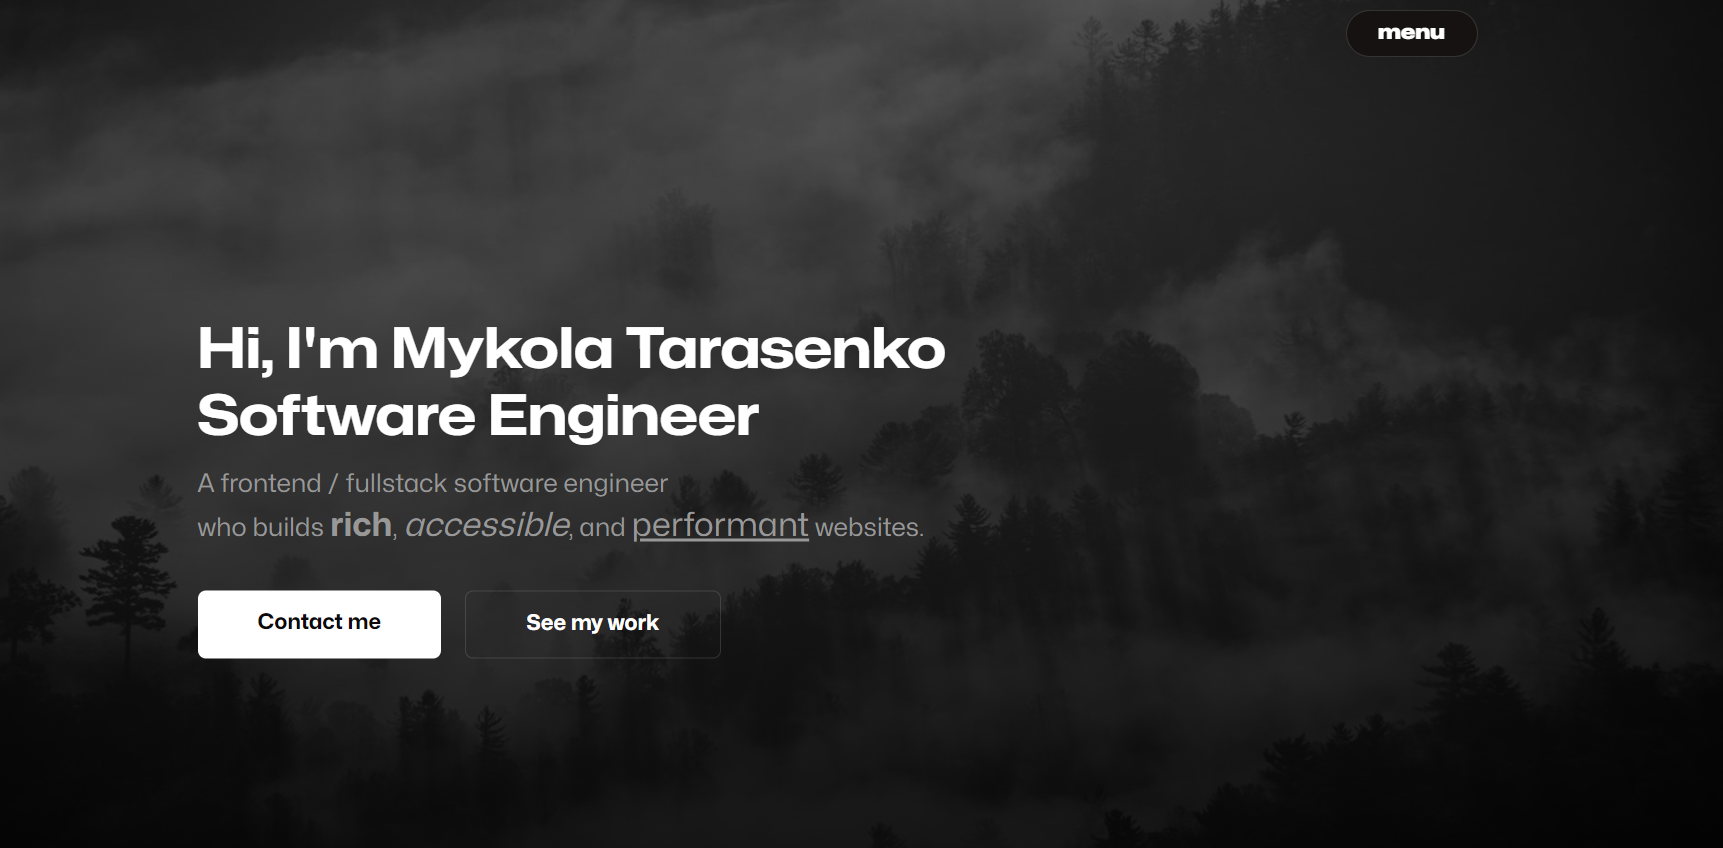 menu
Hi, I'm Mykola Tarasenko
Software Engineer
A frontend / fullstack software engineer
who builds rich, accessible, and performant websites.
Contact me
See my work